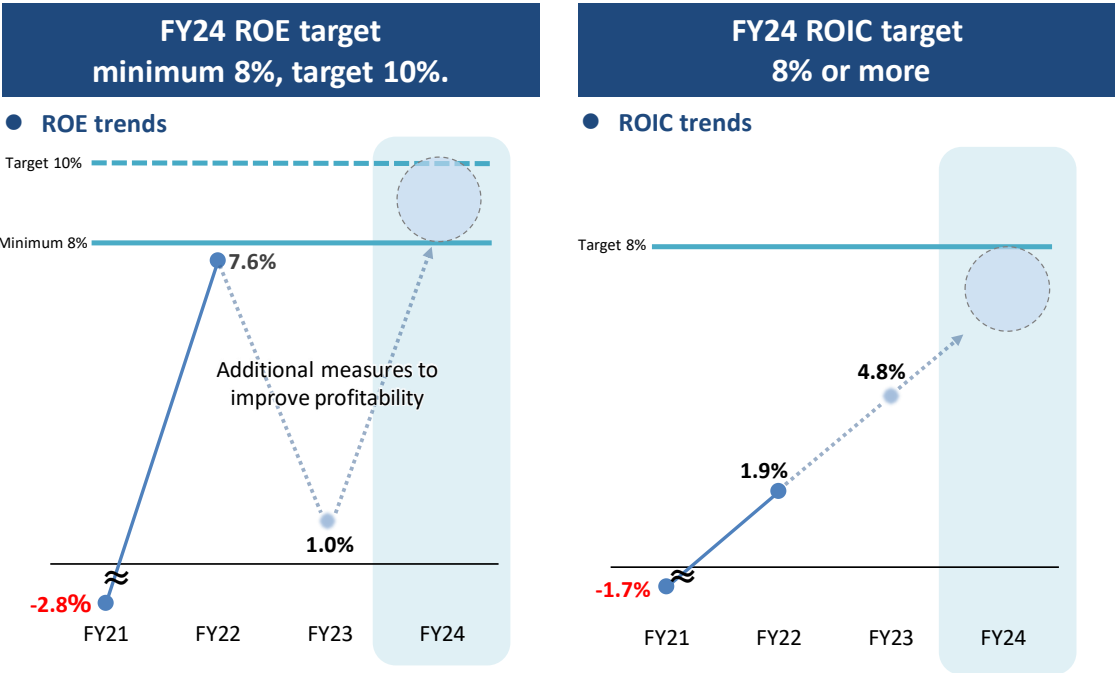 FY24 ROE target
minimum 8%, target 10%.
● ROE trends
Target 10%
Minimum 8%
7.6%
Additional measures to
improve profitability
1.0%
-2.8%
FY21 FY22 FY23 FY24
FY24 ROIC target
8% or more
● ROIC trends
Target 8%
4.8%
1.9%
-1.7%
FY21 FY22 FY23 FY24